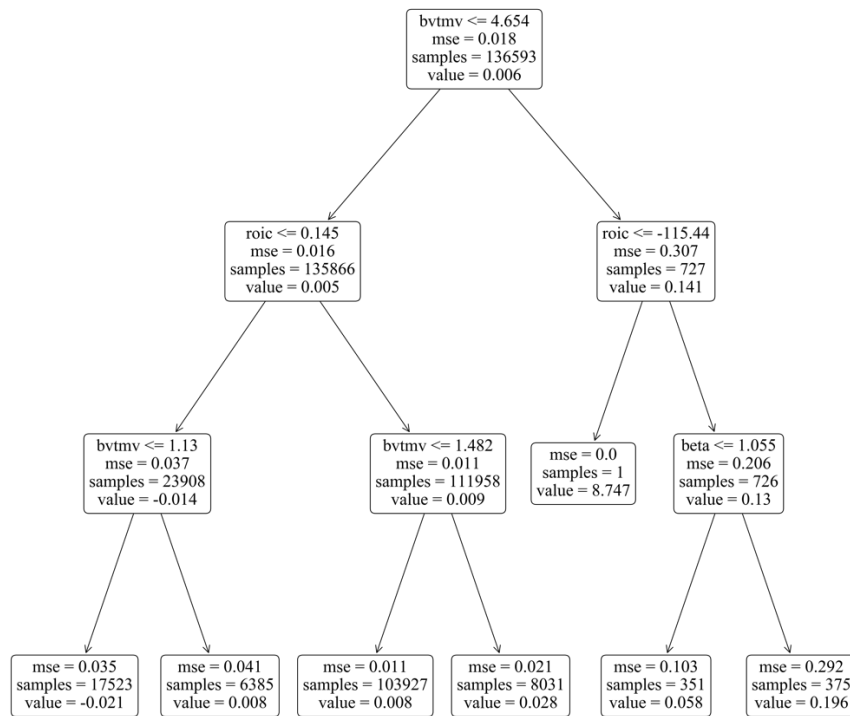 bvtmv <= 4.654
mse = 0.018
samples = 136593
value = 0.006
roic <= 0.145
mse = 0.016
samples = 135866
value = 0.005
roic <= -115.44
mse = 0.307
samples = 727
value = 0.141
bvtmv <= 1.13
mse = 0.037
samples = 23908
value = -0.014
bvtmv <= 1.482
mse = 0.011
samples = 111958
value = 0.009
mse = 0.0
samples = 1
value = 8.747
beta <= 1.055
mse = 0.206
samples = 726
value = 0.13
mse = 0.035
samples = 17523
value = -0.021
mse = 0.041
samples = 6385
value = 0.008
mse = 0.011
samples = 103927
value = 0.008
mse = 0.021
samples = 8031
value = 0.028
mse = 0.103
samples = 351
value = 0.058
mse = 0.292
samples = 375
value = 0.196